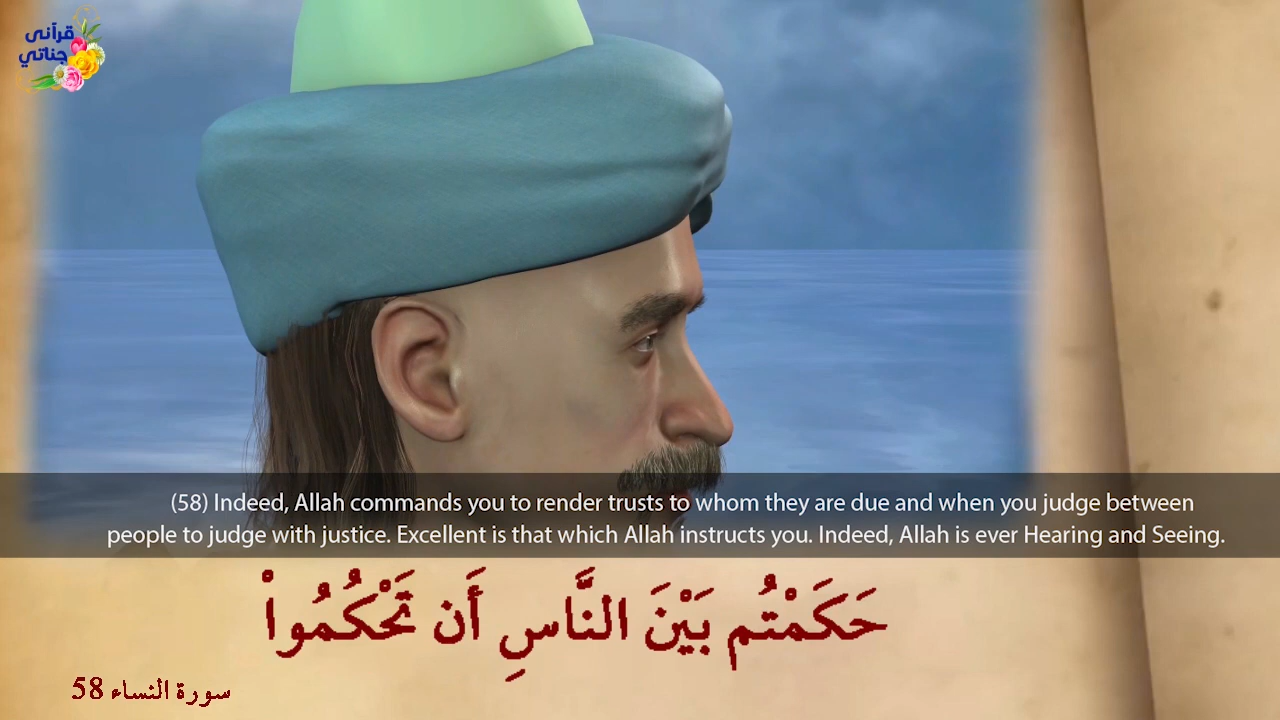 قرآنى
جناتي
(58) Indeed, Allah commands you to render trusts to whom they are due and when you judge between
people to judge with justice. Excellent is that which Allah instructs you. Indeed, Allah is ever Hearing and Seeing.
حَكَمْتُم بَيْنَ النَّاسِ أَن تَحْكُمُواْ
سورة النساء 58